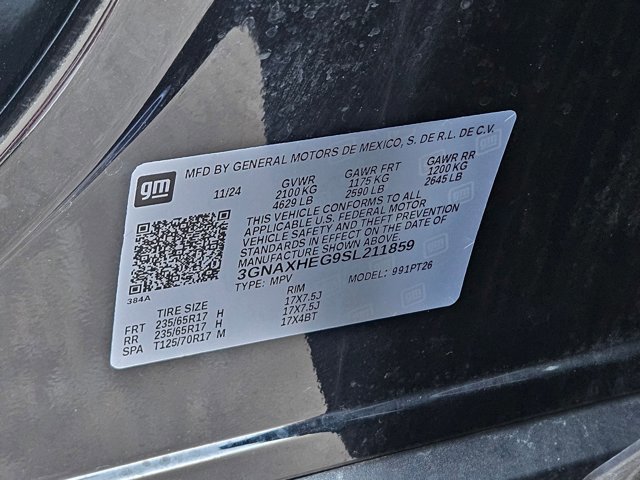 MFD BY GENERAL MOTORS DE MEXICO, S. DE R.L. DE C.V.
gm
11/24 GVWR GAWR FRT GAWR RR
2100 KG 1175 KG 1200 KG
4629 LB 2590 LB 2645 LB
THIS VEHICLE CONFORMS TO ALL
APPLICABLE U.S. FEDERAL MOTOR
VEHICLE SAFETY AND THEFT PREVENTION
STANDARDS IN EFFECT ON THE DATE OF
MANUFACTURE SHOWN ABOVE.
3GNAXHEG9SL211859
TYPE: MPV MODEL: 991PT26
384A
TIRE SIZE RIM
FRT 235/65R17 H 17X7.5J
RR 235/65R17 H 17X7.5J
SPA T125/70R17 M 17X4BT